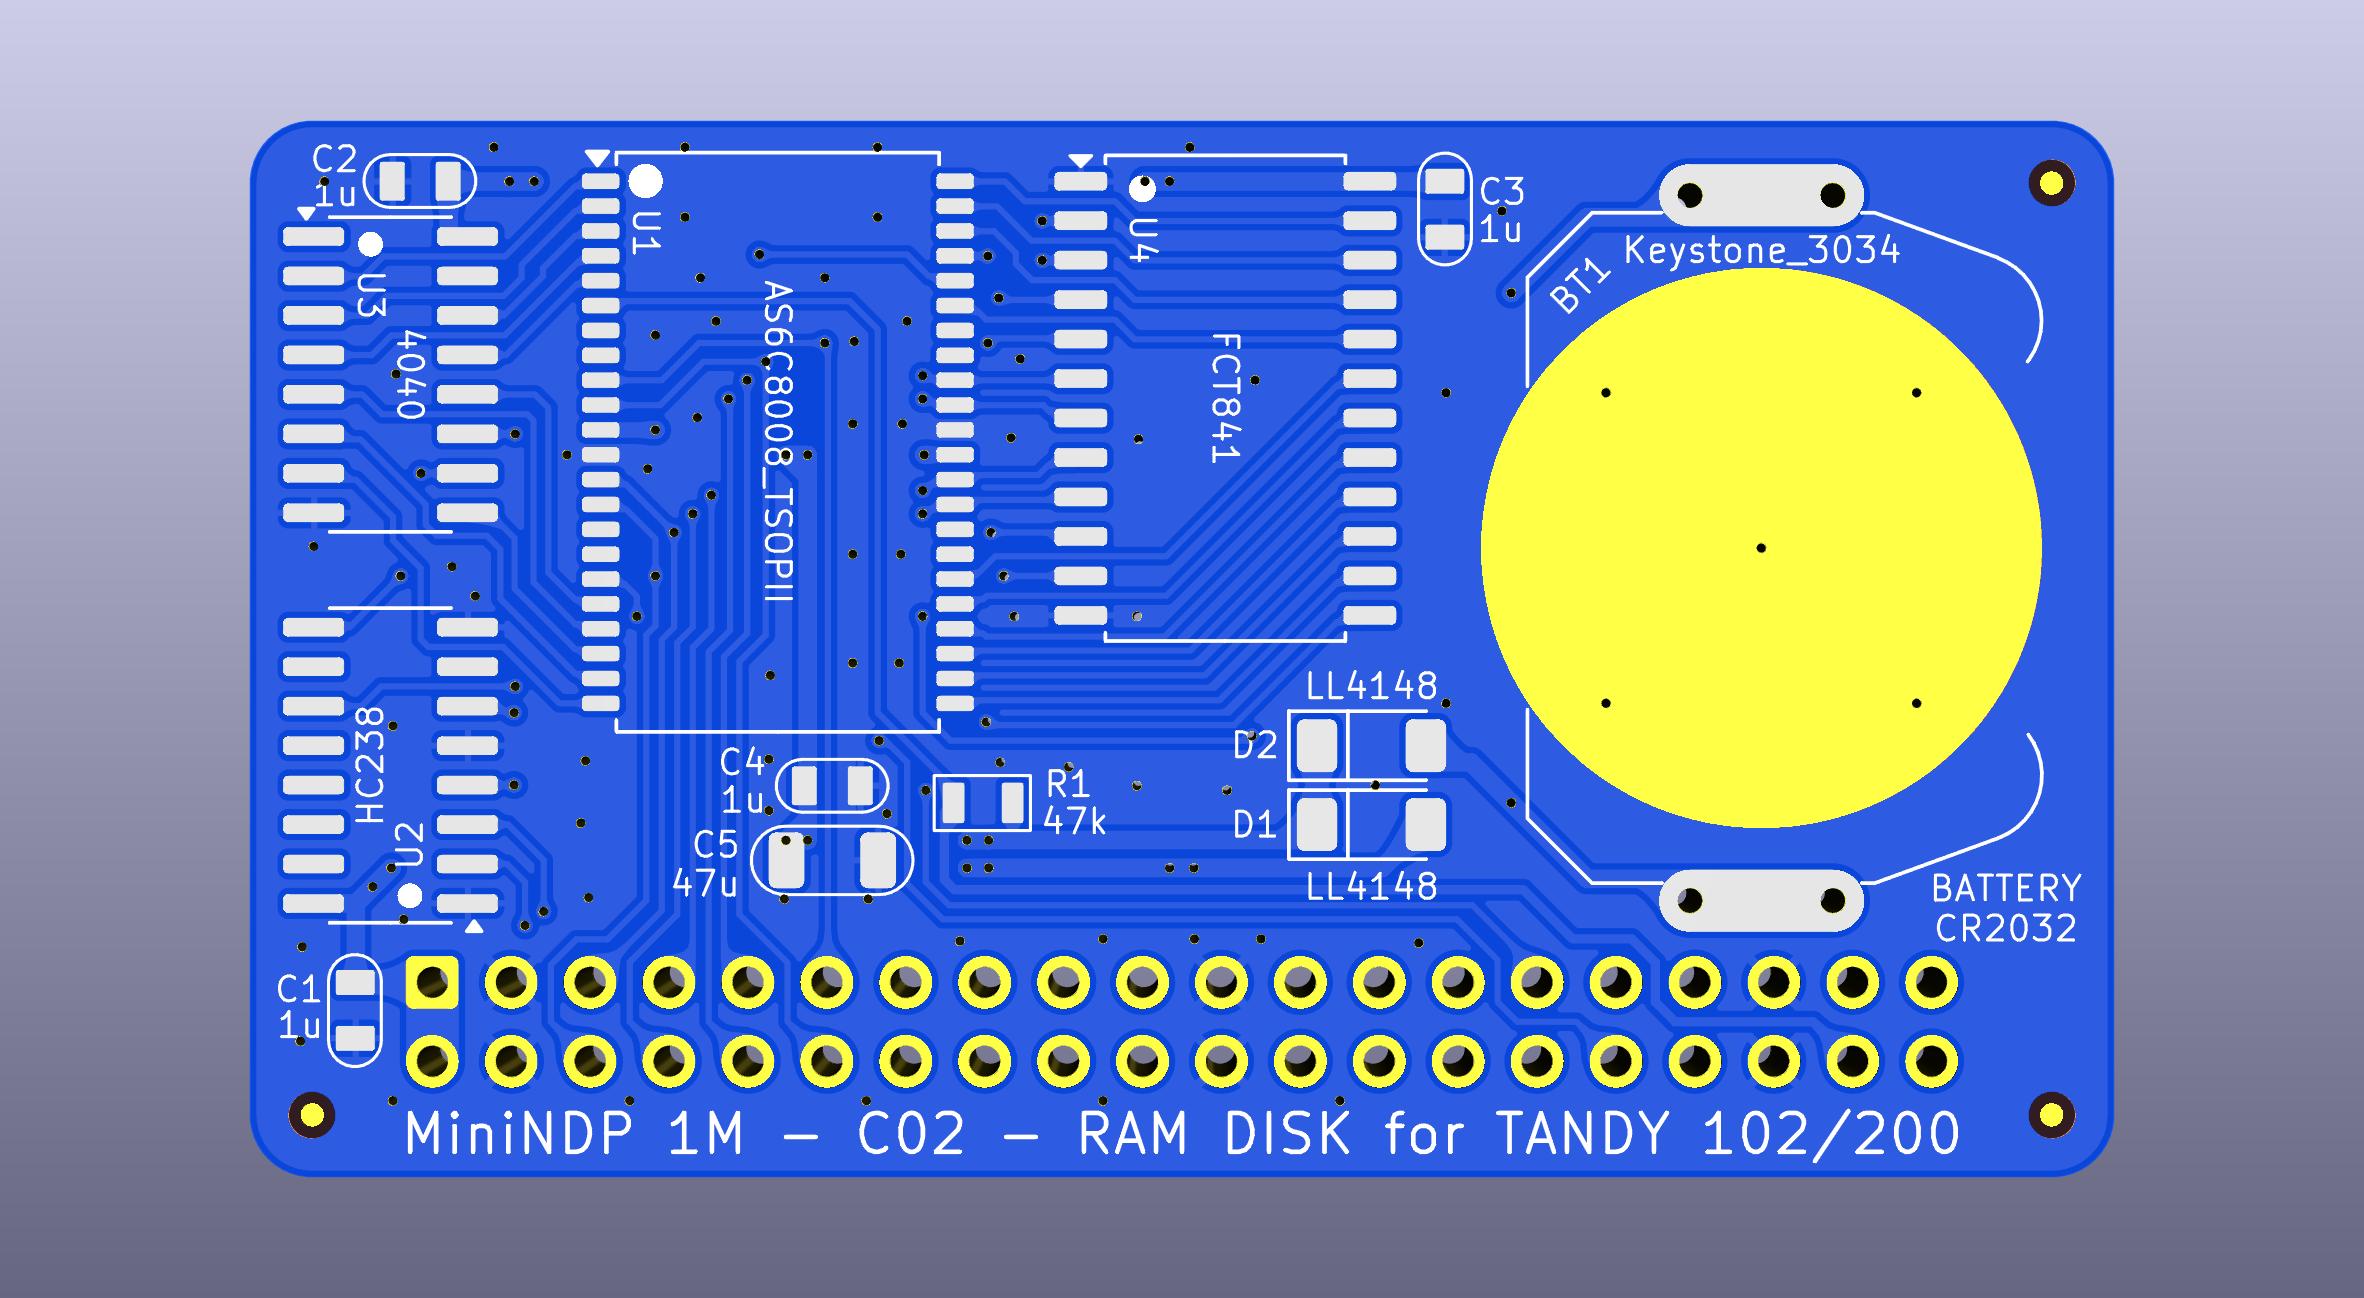 C2
1u
U1
U4
C3
1u
Keystone_3034
BT1
U3
4040
AS6C8008_TSOPII
FCT841
LL4148
D2
D1
LL4148
HC238
U2
C4
1u
R1
47k
C5
47u
BATTERY
CR2032
C1
1u
MiniNDP 1M - C02 - RAM DISK for TANDY 102/200